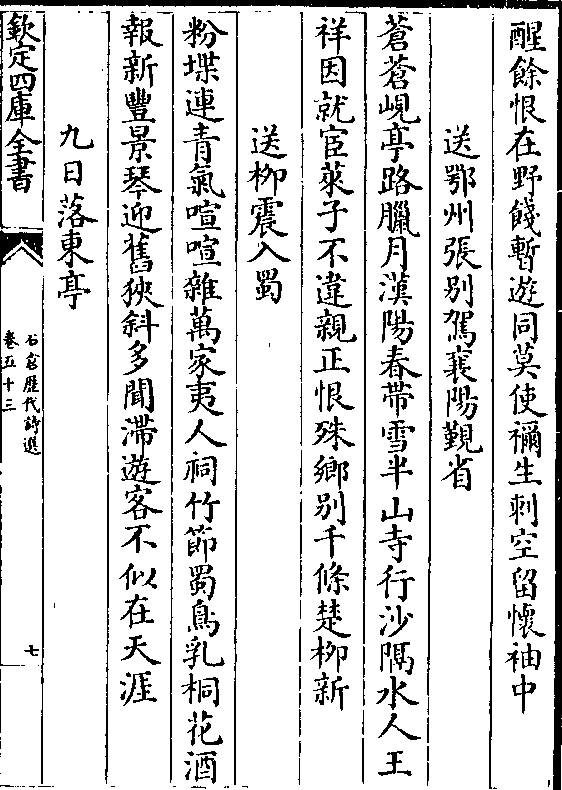 醒餘恨在野餞暫遊同莫使禰生刺空留懷袖中
送鄂州張别駕襄陽覲省
蒼蒼峴亭路臘月漢陽春帶雪半山寺行沙隔水人王
祥因就宦萊子不違親正恨殊鄉别千條楚柳新
送柳震入蜀
粉堞連青氣喧喧雜萬家夷人祠竹節蜀鳥乳桐花酒
報新豐景琴迎舊狹斜多聞滯遊客不似在天涯
九日落東亭
欽定四庫全書
石倉歷代詩選
卷五十三
七